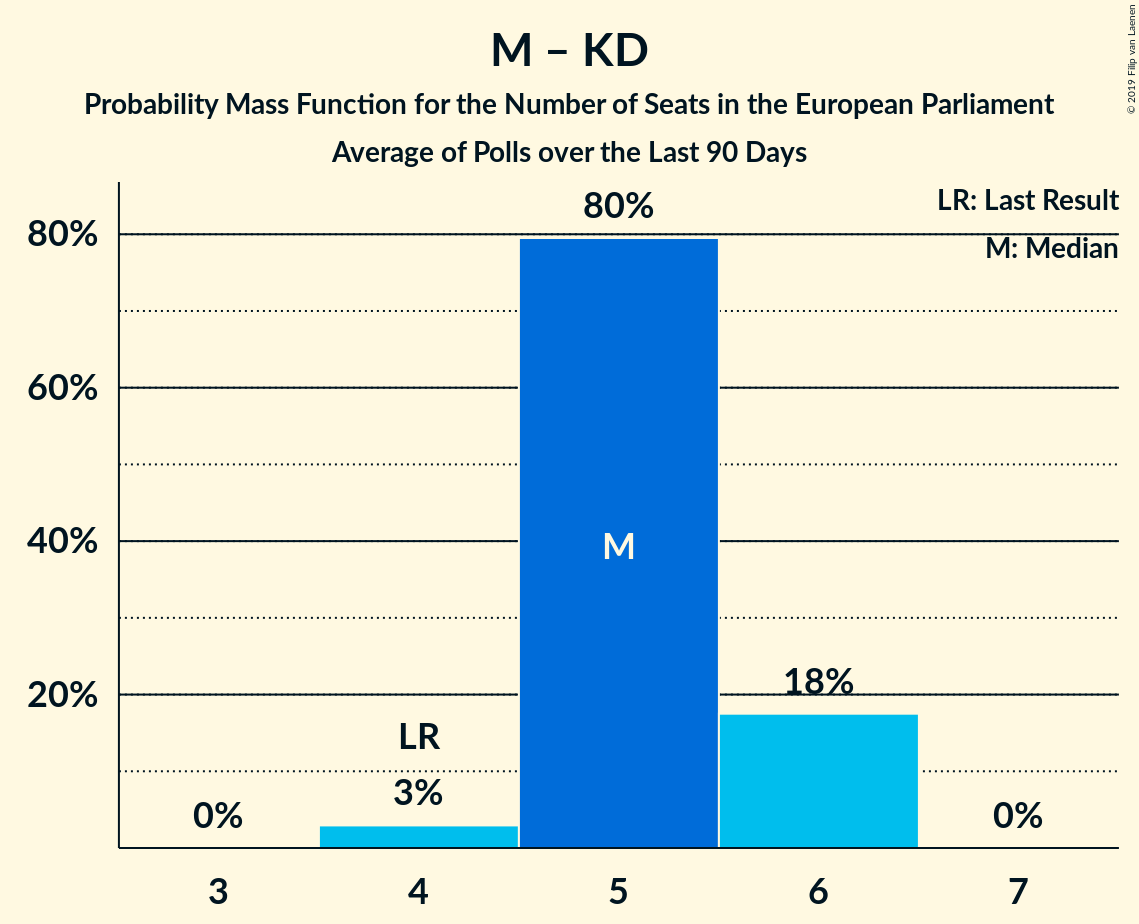 M – KD
Probability Mass Function for the Number of Seats in the European Parliament
Average of Polls over the Last 90 Days
© 2019 Filip van Laenen
LR: Last Result
M: Median
80%
60%
40%
20%
0%
LR
3%
80%
M
18%
0%
3 4 5 6 7